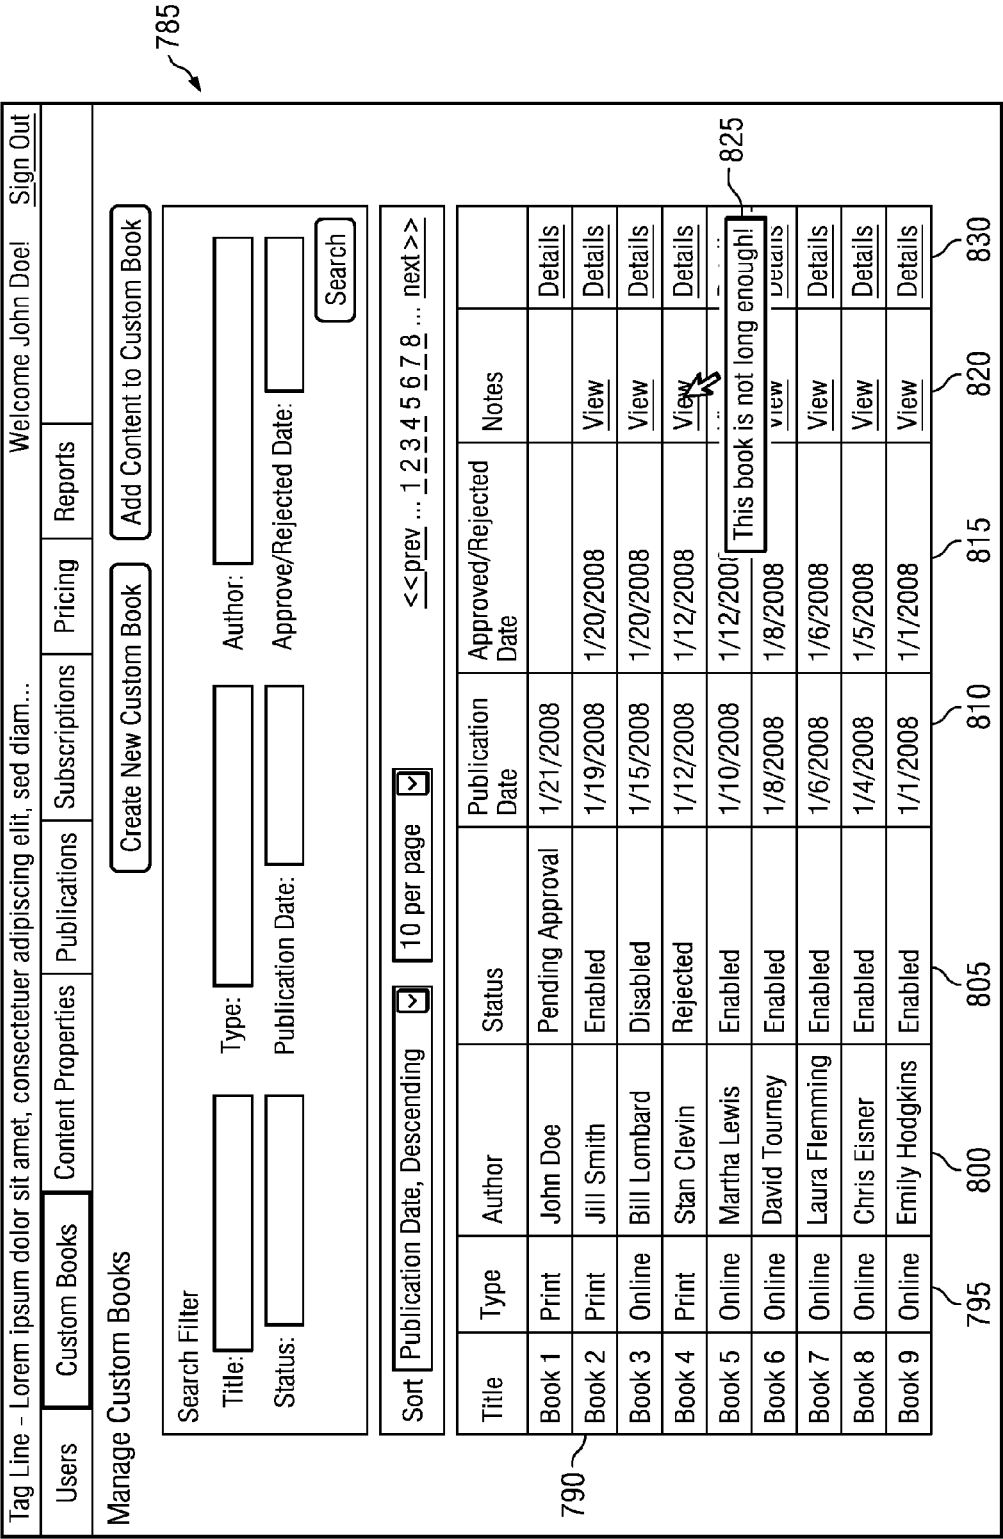 785
Tag Line – Lorem ipsum dolor sit amet, consectetuer adipiscing elit, sed diam... Welcome John Doe! Sign Out
Users Custom Books Content Properties Publications Subscriptions Pricing Reports
Manage Custom Books Create New Custom Book Add Content to Custom Book
Search Filter
Title: Type: Author:
Status: Publication Date: Approve/Rejected Date:
Search
Sort Publication Date, Descending 10 per page <<prev ... 1 2 3 4 5 6 7 8 ... next>>
Title Type Author Status Publication Date Approved/Rejected Date Notes
Book 1 Print John Doe Pending Approval 1/21/2008 Details
790
Book 2 Print Jill Smith Enabled 1/19/2008 1/20/2008 View Details
Book 3 Online Bill Lombard Disabled 1/15/2008 1/20/2008 View Details
Book 4 Print Stan Clevin Rejected 1/12/2008 1/12/2008 View Details
Book 5 Online Martha Lewis Enabled 1/10/2008 1/12/2008
This book is not long enough! 825
Book 6 Online David Tourney Enabled 1/8/2008 1/8/2008 View Details
Book 7 Online Laura Flemming Enabled 1/6/2008 1/6/2008 View Details
Book 8 Online Chris Eisner Enabled 1/4/2008 1/5/2008 View Details
Book 9 Online Emily Hodgkins Enabled 1/1/2008 1/1/2008 View Details
795 800 805 810 815 820 830